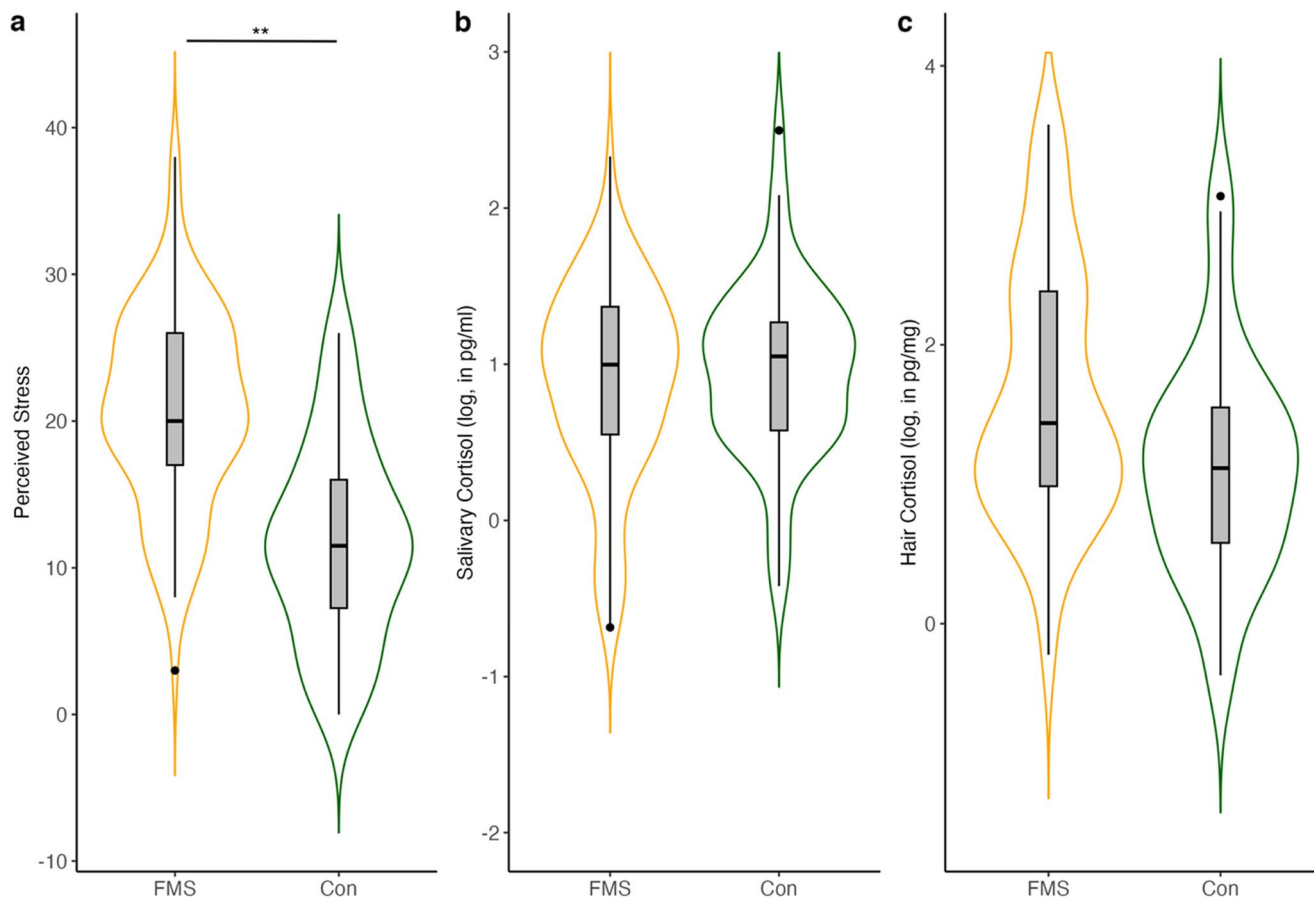 a
**
Perceived Stress
40
30
20
10
0
-10
FMS
Con
b
Salivary Cortisol (log, in pg/ml)
3
2
1
0
-1
-2
FMS
Con
c
Hair Cortisol (log, in pg/mg)
4
2
0
FMS
Con